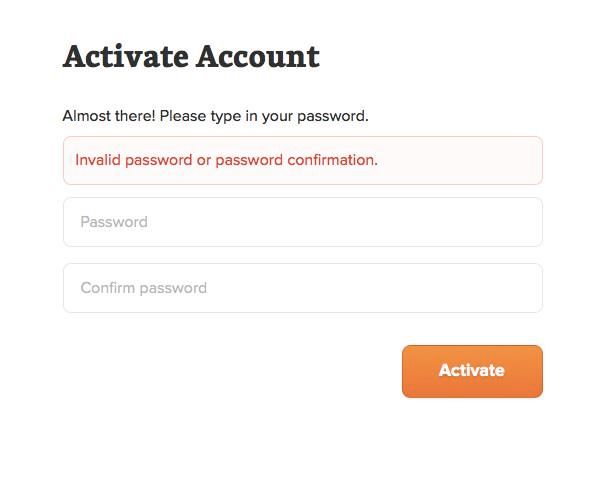 Activate Account
Almost there! Please type in your password.
Invalid password or password confirmation.
Password
Confirm password
Activate